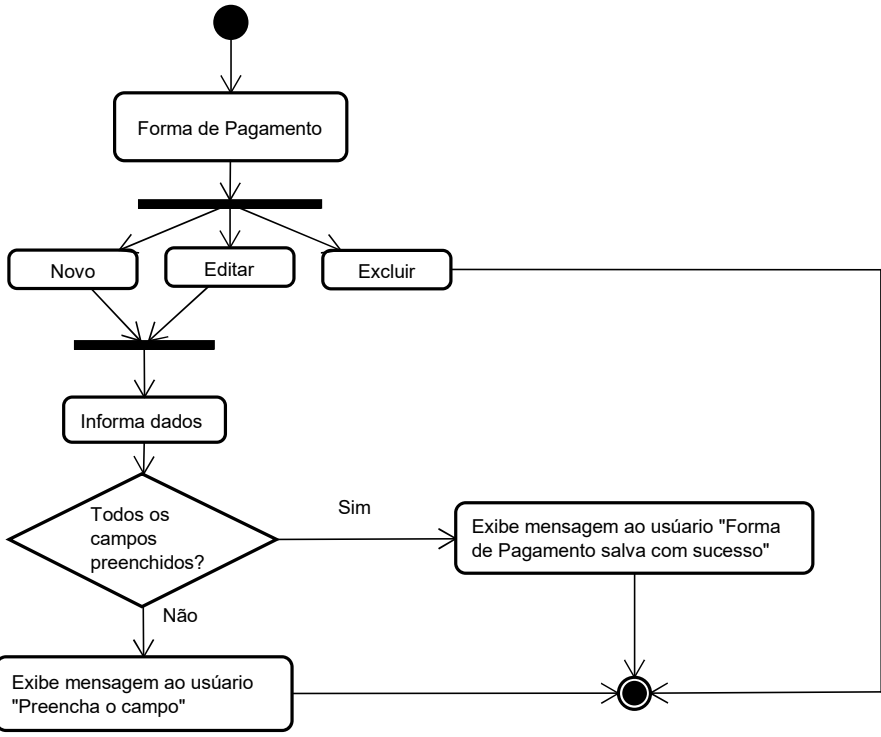 Forma de Pagamento
Novo
Editar
Excluir
Informa dados
Todos os
campos
preenchidos?
Sim
Exibe mensagem ao usúario "Forma
de Pagamento salva com sucesso"
Não
Exibe mensagem ao usúario
"Preencha o campo"